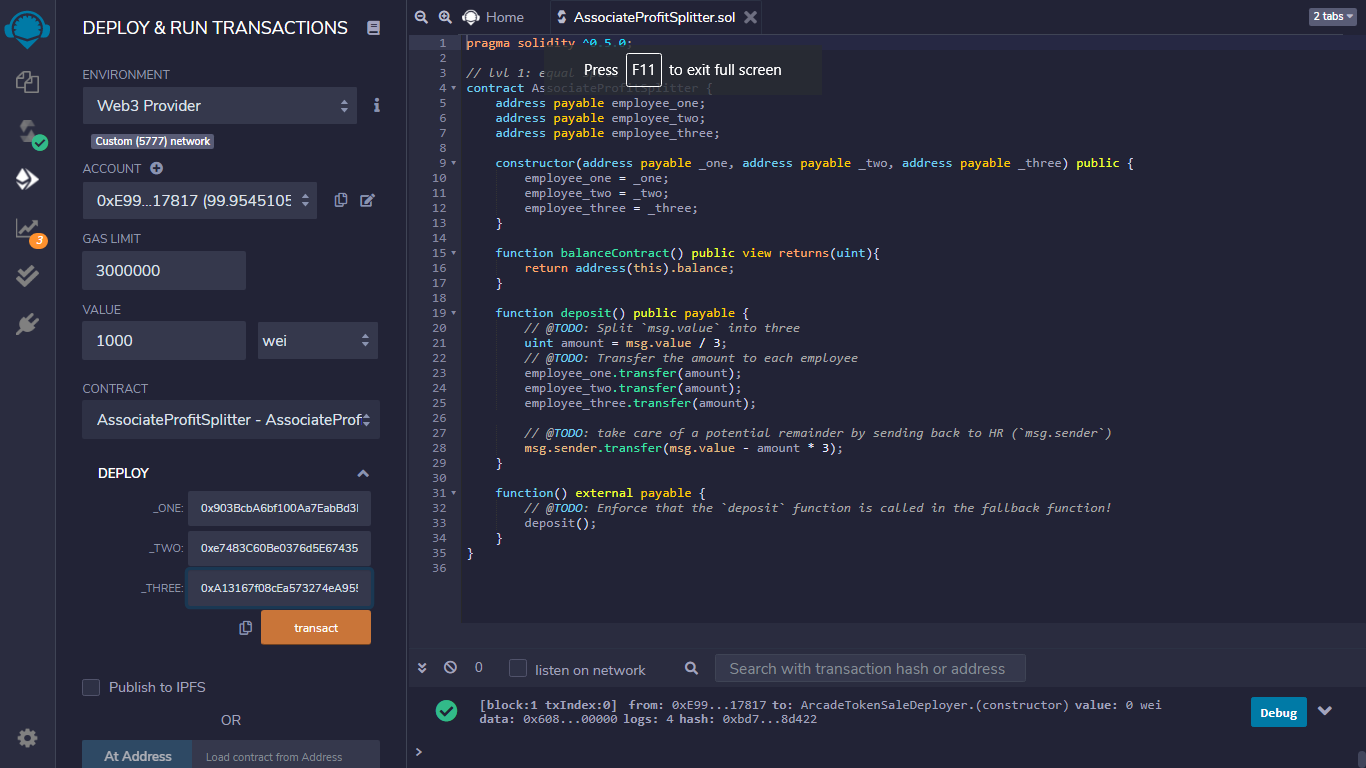 DEPLOY & RUN TRANSACTIONS
ENVIRONMENT
Web3 Provider
Custom (5777) network
ACCOUNT
0xE99...17817 (99.9545105
GAS LIMIT
3000000
VALUE
1000
wei
CONTRACT
AssociateProfitSplitter - AssociateProf
DEPLOY
_ONE: 0x903BcbA6bf100Aa7EabBd3
_TWO: 0xe7483C60Be0376d5E67435
_THREE: 0xA13167f08cEa573274eA95
transact
Publish to IPFS
OR
At Address
Load contract from Address
3
Home
AssociateProfitSplitter.sol
2 tabs
Press F11 to exit full screen
1 pragma solidity ^0.5.0;
2
3 // lvl 1: equal
4 contract AssociateProfitSplitter {
5     address payable employee_one;
6     address payable employee_two;
7     address payable employee_three;
8
9     constructor(address payable _one, address payable _two, address payable _three) public {
10         employee_one = _one;
11         employee_two = _two;
12         employee_three = _three;
13     }
14
15     function balanceContract() public view returns(uint){
16         return address(this).balance;
17     }
18
19     function deposit() public payable {
20         // @TODO: Split `msg.value` into three
21         uint amount = msg.value / 3;
22         // @TODO: Transfer the amount to each employee
23         employee_one.transfer(amount);
24         employee_two.transfer(amount);
25         employee_three.transfer(amount);
26
27         // @TODO: take care of a potential remainder by sending back to HR (`msg.sender`)
28         msg.sender.transfer(msg.value - amount * 3);
29     }
30
31     function() external payable {
32         // @TODO: Enforce that the `deposit` function is called in the fallback function!
33         deposit();
34     }
35 }
36
0
listen on network
Search with transaction hash or address
[block:1 txIndex:0] from: 0xE99...17817 to: ArcadeTokenSaleDeployer.(constructor) value: 0 wei
data: 0x608...00000 logs: 4 hash: 0xbd7...8d422
Debug
>